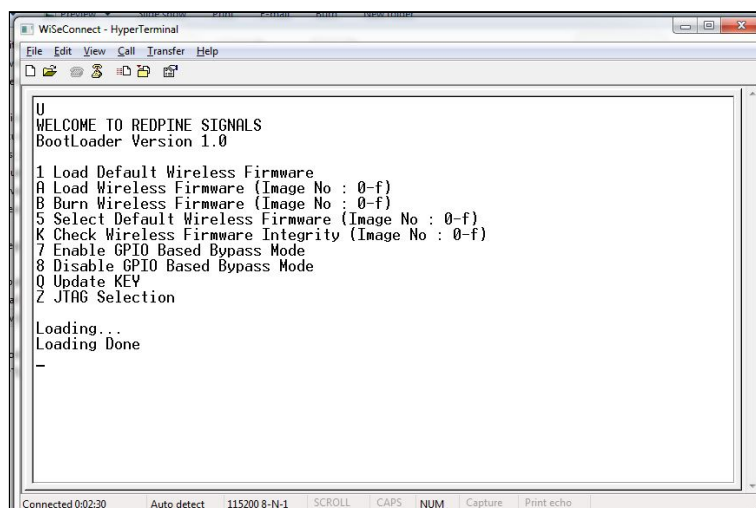 WiSeConnect - HyperTerminal
File Edit View Call Transfer Help
U
WELCOME TO REDPINE SIGNALS
BootLoader Version 1.0
1 Load Default Wireless Firmware
A Load Wireless Firmware (Image No : 0-f)
B Burn Wireless Firmware (Image No : 0-f)
5 Select Default Wireless Firmware (Image No : 0-f)
K Check Wireless Firmware Integrity (Image No : 0-f)
7 Enable GPIO Based Bypass Mode
8 Disable GPIO Based Bypass Mode
Q Update KEY
Z JTAG Selection
Loading...
Loading Done
_
Connected 0:02:30 Auto detect 115200 8-N-1 SCROLL CAPS NUM Capture Print echo